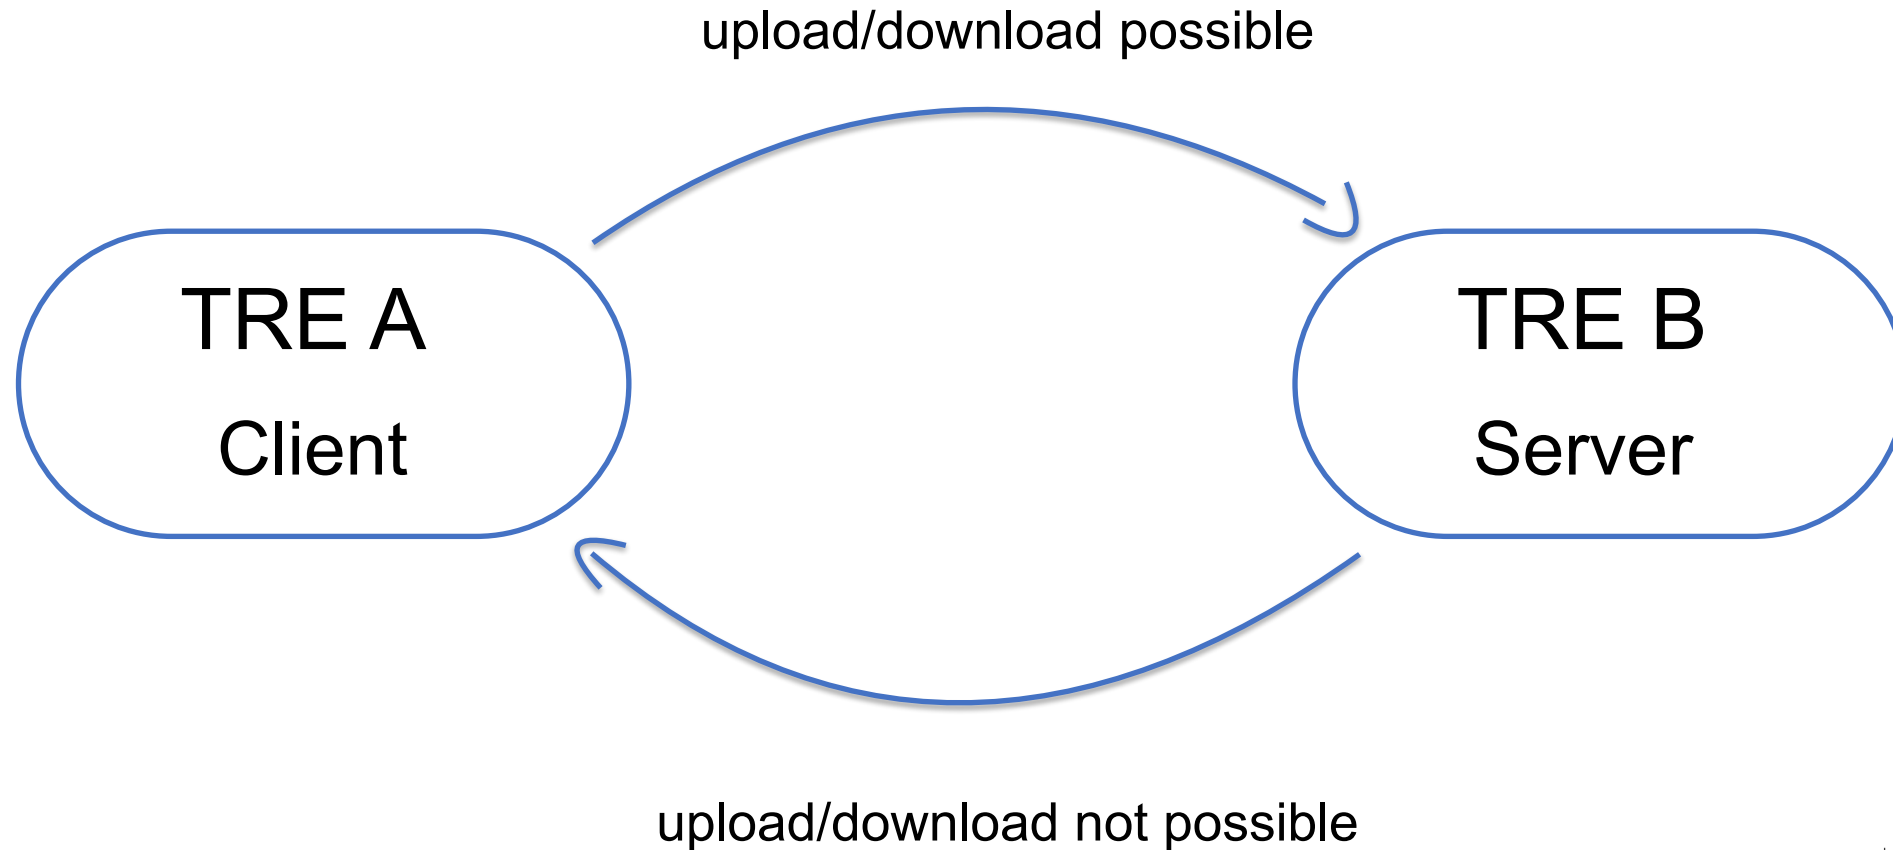 upload/download possible
TRE A
Client
TRE B
Server
upload/download not possible